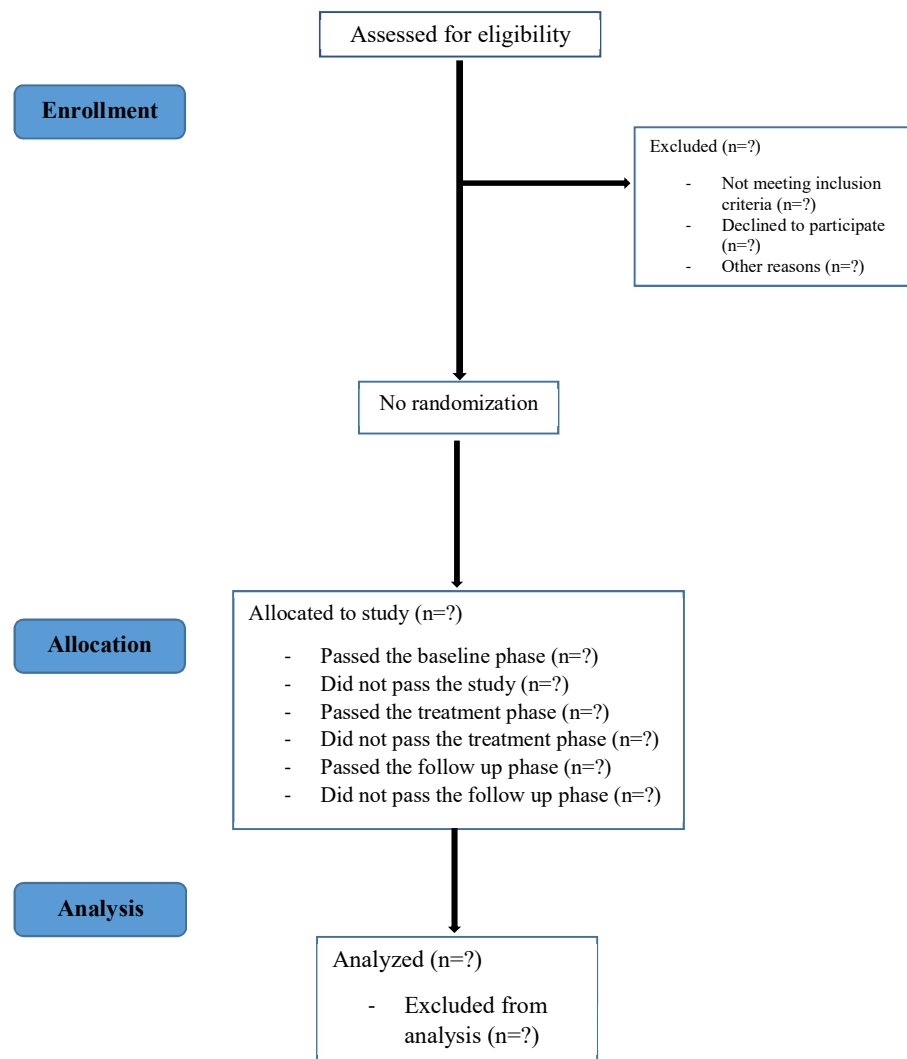 Assessed for eligibility
Enrollment
Excluded (n=?)
- Not meeting inclusion
criteria (n=?)
- Declined to participate
(n=?)
- Other reasons (n=?)
No randomization
Allocated to study (n=?)
- Passed the baseline phase (n=?)
- Did not pass the study (n=?)
- Passed the treatment phase (n=?)
- Did not pass the treatment phase (n=?)
- Passed the follow up phase (n=?)
- Did not pass the follow up phase (n=?)
Allocation
Analysis
Analyzed (n=?)
- Excluded from
analysis (n=?)